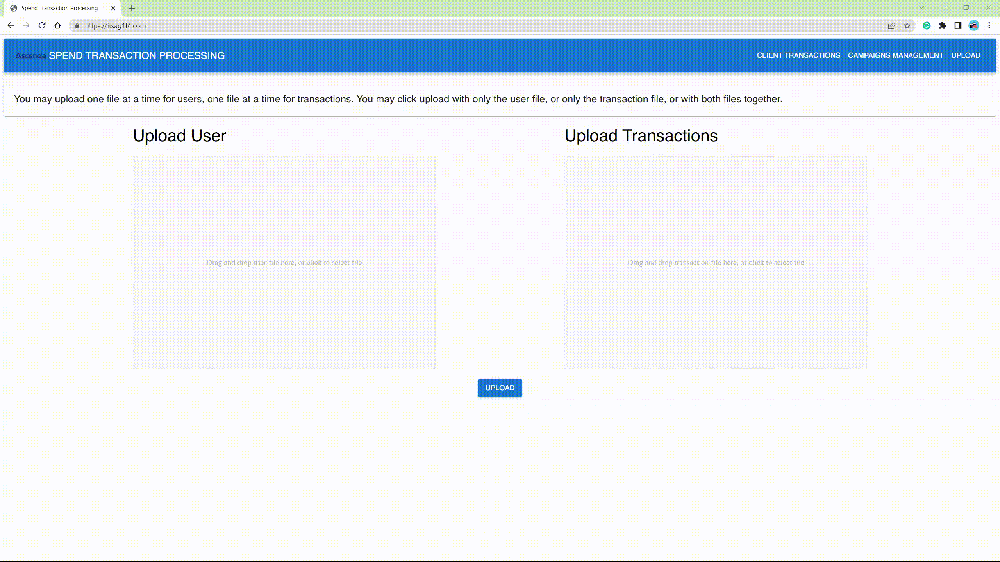 Spend Transaction Processing
https://itsag1t4.com
Ascenda SPEND TRANSACTION PROCESSING
CLIENT TRANSACTIONS CAMPAIGNS MANAGEMENT UPLOAD
You may upload one file at a time for users, one file at a time for transactions. You may click upload with only the user file, or only the transaction file, or with both files together.
Upload User
Upload Transactions
Drag and drop user file here, or click to select file
Drag and drop transaction file here, or click to select file
UPLOAD